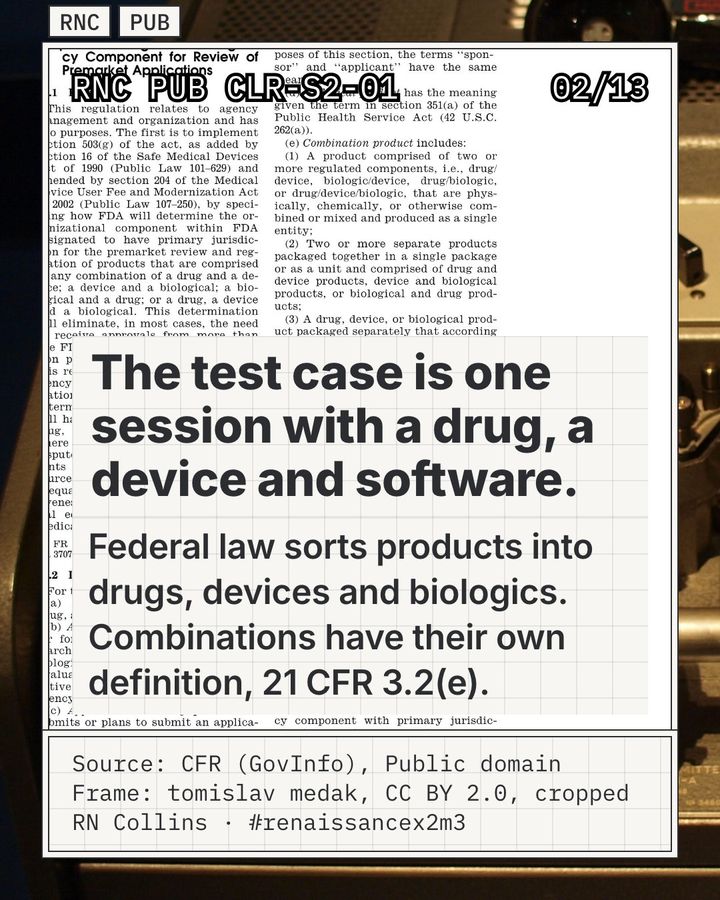 RNC PUB
cy Component for Review of
Premarket Applications
RNC PUB CLR-S2-01 02/13
This regulation relates to agency
management and organization and has
purposes. The first is to implement
section 503(g) of the act, as added by
section 16 of the Safe Medical Devices
of 1990 (Public Law 101–629) and
amended by section 204 of the Medical
Device User Fee and Modernization Act
2002 (Public Law 107–250), by speci-
how FDA will determine the or-
ganizational component within FDA
designated to have primary jurisdic-
for the premarket review and reg-
ulation of products that are comprised
any combination of a drug and a de-
vice; a device and a biological; a bio-
logical and a drug; or a drug, a device
a biological. This determination
eliminate, in most cases, the need
receive approvals from more than
poses of this section, the terms ‘‘spon-
sor’’ and ‘‘applicant’’ have the same
has the meaning
given the term in section 351(a) of the
Public Health Service Act (42 U.S.C.
262(a)).
(e) Combination product includes:
(1) A product comprised of two or
more regulated components, i.e., drug/
device, biologic/device, drug/biologic,
or drug/device/biologic, that are phys-
ically, chemically, or otherwise com-
bined or mixed and produced as a single
entity;
(2) Two or more separate products
packaged together in a single package
or as a unit and comprised of drug and
device products, device and biological
products, or biological and drug prod-
ucts;
(3) A drug, device, or biological prod-
uct packaged separately that according
The test case is one
session with a drug, a
device and software.
Federal law sorts products into
drugs, devices and biologics.
Combinations have their own
definition, 21 CFR 3.2(e).
bmits or plans to submit an applica-
cy component with primary jurisdic-
Source: CFR (GovInfo), Public domain
Frame: tomislav medak, CC BY 2.0, cropped
RN Collins · #renaissancex2m3